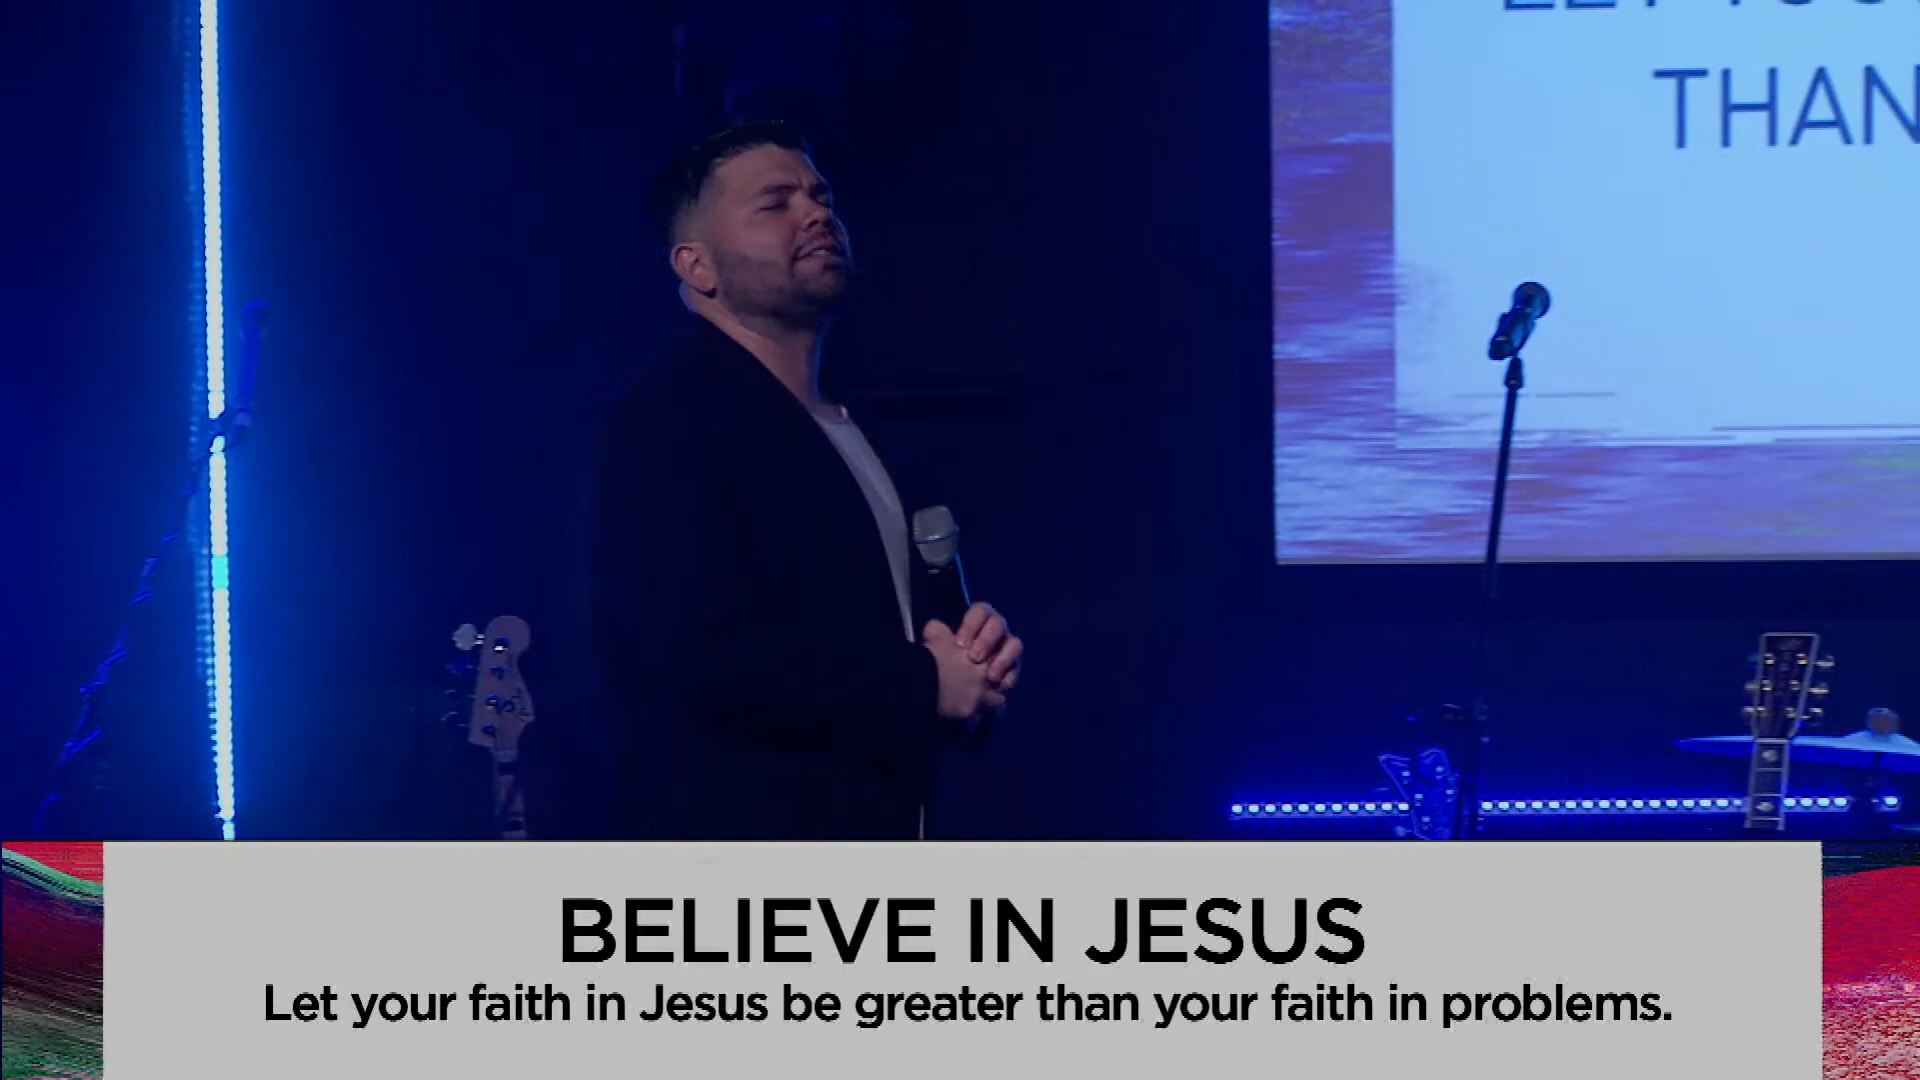 THAN
BELIEVE IN JESUS
Let your faith in Jesus be greater than your faith in problems.